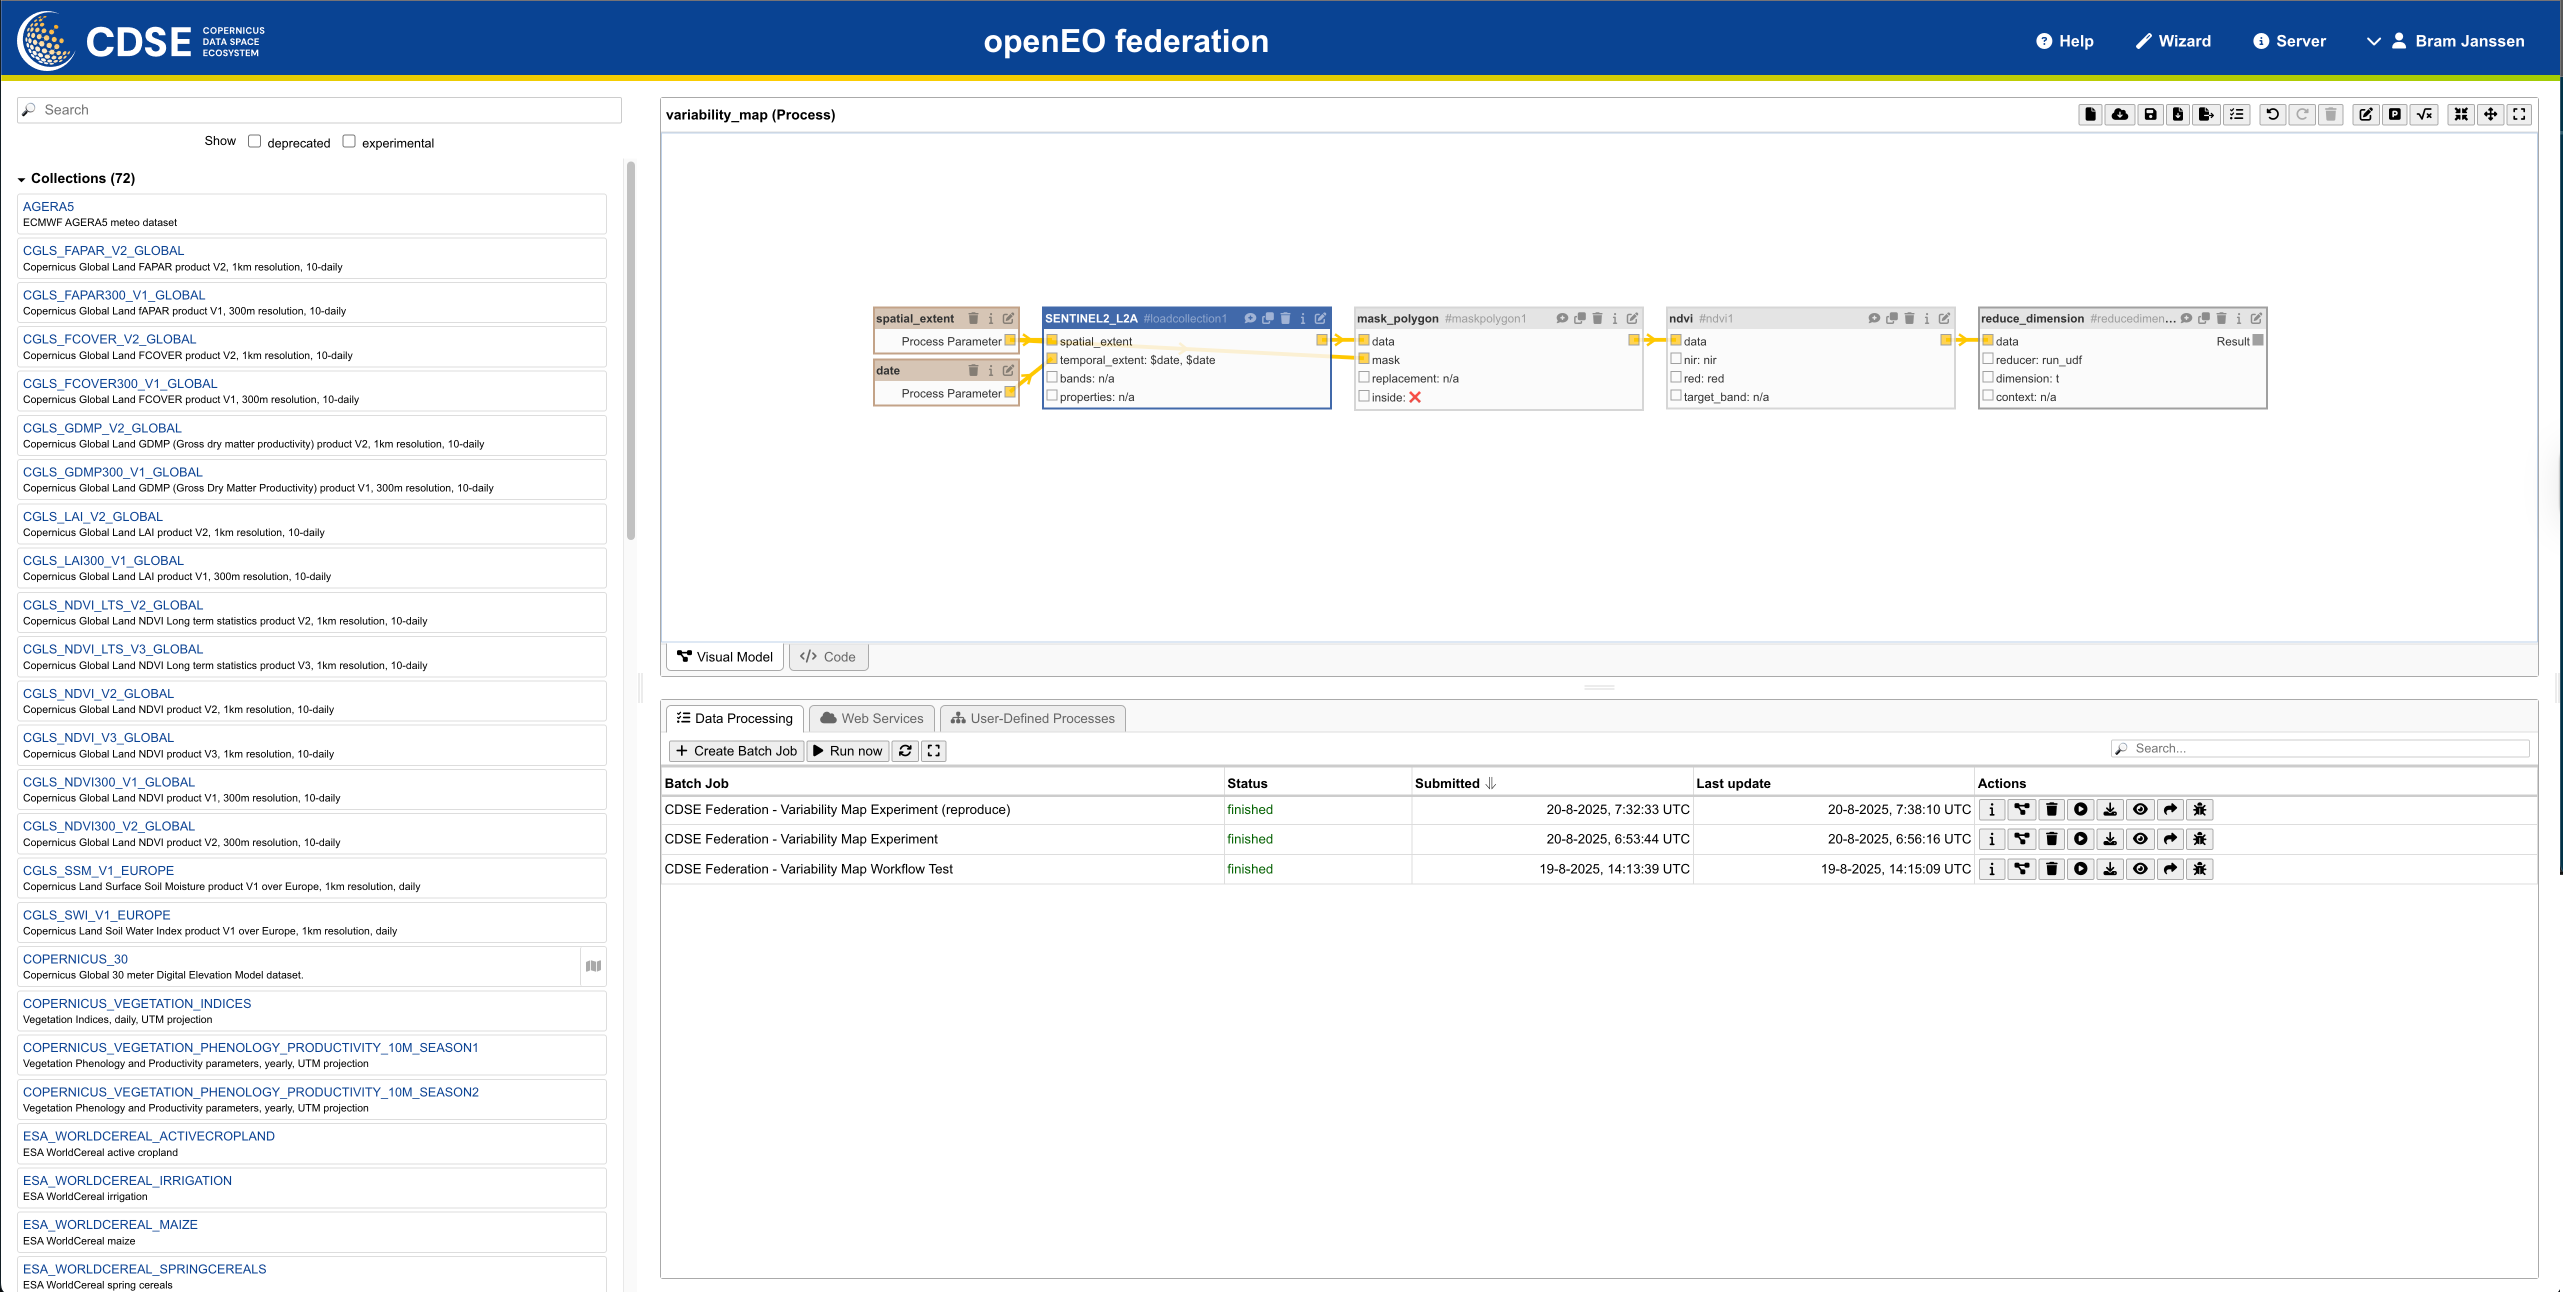 CDSE
COPERNICUS
DATA SPACE
ECOSYSTEM
openEO federation
Help
Wizard
Server
Bram Janssen
Search
Show deprecated experimental
Collections (72)
AGERA5
ECMWF AGERA5 meteo dataset
CGLS_FAPAR_V2_GLOBAL
Copernicus Global Land FAPAR product V2, 1km resolution, 10-daily
CGLS_FAPAR300_V1_GLOBAL
Copernicus Global Land fAPAR product V1, 300m resolution, 10-daily
CGLS_FCOVER_V2_GLOBAL
Copernicus Global Land FCOVER product V2, 1km resolution, 10-daily
CGLS_FCOVER300_V1_GLOBAL
Copernicus Global Land FCOVER product V1, 300m resolution, 10-daily
CGLS_GDMP_V2_GLOBAL
Copernicus Global Land GDMP (Gross dry matter productivity) product V2, 1km resolution, 10-daily
CGLS_GDMP300_V1_GLOBAL
Copernicus Global Land GDMP (Gross Dry Matter Productivity) product V1, 300m resolution, 10-daily
CGLS_LAI_V2_GLOBAL
Copernicus Global Land LAI product V2, 1km resolution, 10-daily
CGLS_LAI300_V1_GLOBAL
Copernicus Global Land LAI product V1, 300m resolution, 10-daily
CGLS_NDVI_LTS_V2_GLOBAL
Copernicus Global Land NDVI Long term statistics product V2, 1km resolution, 10-daily
CGLS_NDVI_LTS_V3_GLOBAL
Copernicus Global Land NDVI Long term statistics product V3, 1km resolution, 10-daily
CGLS_NDVI_V2_GLOBAL
Copernicus Global Land NDVI product V2, 1km resolution, 10-daily
CGLS_NDVI_V3_GLOBAL
Copernicus Global Land NDVI product V3, 1km resolution, 10-daily
CGLS_NDVI300_V1_GLOBAL
Copernicus Global Land NDVI product V1, 300m resolution, 10-daily
CGLS_NDVI300_V2_GLOBAL
Copernicus Global Land NDVI product V2, 300m resolution, 10-daily
CGLS_SSM_V1_EUROPE
Copernicus Land Surface Soil Moisture product V1 over Europe, 1km resolution, daily
CGLS_SWI_V1_EUROPE
Copernicus Land Soil Water Index product V1 over Europe, 1km resolution, daily
COPERNICUS_30
Copernicus Global 30 meter Digital Elevation Model dataset.
COPERNICUS_VEGETATION_INDICES
Vegetation Indices, daily, UTM projection
COPERNICUS_VEGETATION_PHENOLOGY_PRODUCTIVITY_10M_SEASON1
Vegetation Phenology and Productivity parameters, yearly, UTM projection
COPERNICUS_VEGETATION_PHENOLOGY_PRODUCTIVITY_10M_SEASON2
Vegetation Phenology and Productivity parameters, yearly, UTM projection
ESA_WORLDCEREAL_ACTIVECROPLAND
ESA WorldCereal active cropland
ESA_WORLDCEREAL_IRRIGATION
ESA WorldCereal irrigation
ESA_WORLDCEREAL_MAIZE
ESA WorldCereal maize
ESA_WORLDCEREAL_SPRINGCEREALS
ESA WorldCereal spring cereals
variability_map (Process)
spatial_extent
Process Parameter
date
Process Parameter
SENTINEL2_L2A #loadcollection1
spatial_extent
temporal_extent: $date, $date
bands: n/a
properties: n/a
mask_polygon #maskpolygon1
data
mask
replacement: n/a
inside: ❌
ndvi #ndvi1
data
nir: nir
red: red
target_band: n/a
reduce_dimension #reducedimen...
data Result
reducer: run_udf
dimension: t
context: n/a
Visual Model
</> Code
Data Processing
Web Services
User-Defined Processes
+ Create Batch Job
Run now
Search...
Batch Job Status Submitted Last update Actions
CDSE Federation - Variability Map Experiment (reproduce) finished 20-8-2025, 7:32:33 UTC 20-8-2025, 7:38:10 UTC
CDSE Federation - Variability Map Experiment finished 20-8-2025, 6:53:44 UTC 20-8-2025, 6:56:16 UTC
CDSE Federation - Variability Map Workflow Test finished 19-8-2025, 14:13:39 UTC 19-8-2025, 14:15:09 UTC